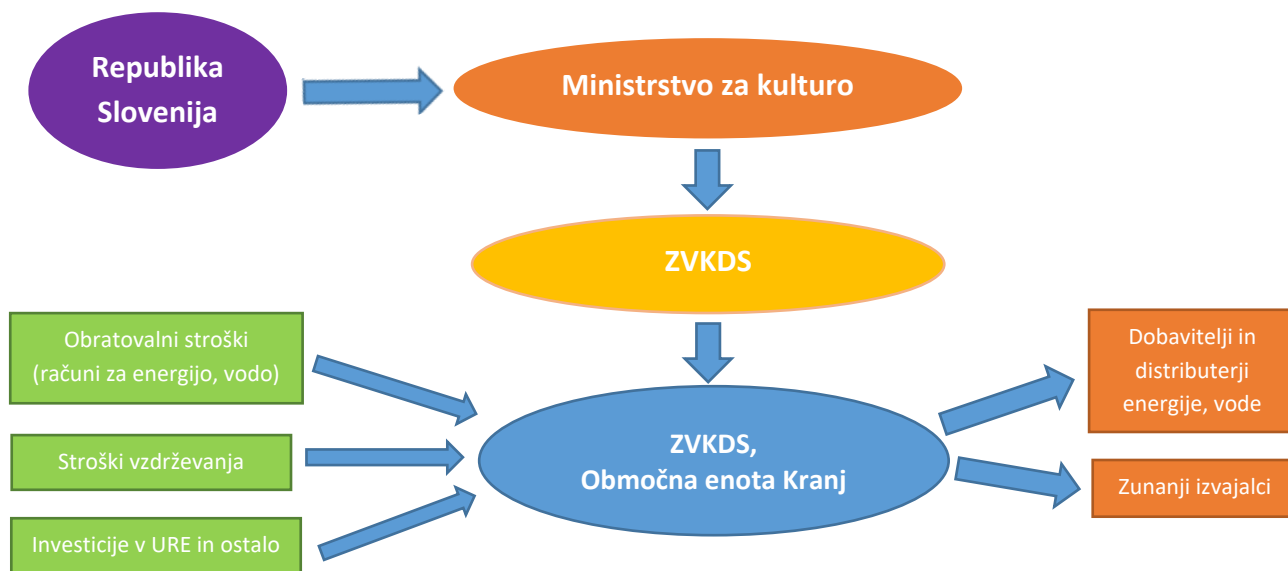 Republika
Slovenija
Ministrstvo za kulturo
ZVKDS
Obratovalni stroški
(računi za energijo, vodo)
Stroški vzdrževanja
Investicije v URE in ostalo
ZVKDS,
Območna enota Kranj
Dobavitelji in
distributerji
energije, vode
Zunanji izvajalci